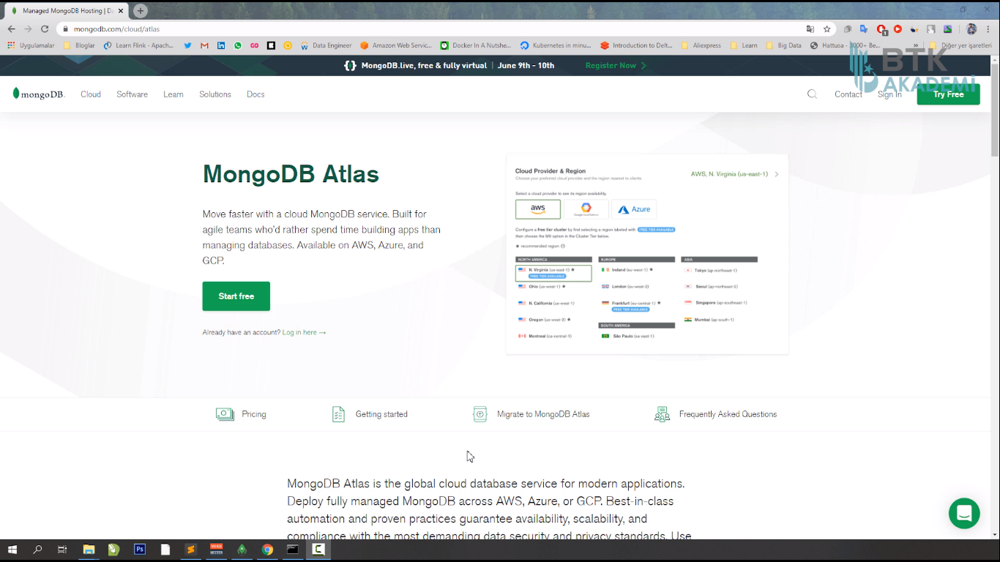 Managed MongoDB Hosting | Da
mongodb.com/cloud/atlas
1
Uygulamalar
Bloglar
Learn Flink - Apach...
Data Engineer
Amazon Web Servic...
Docker In A Nutshe...
Kubernetes in minu...
Introduction to Delt...
Aliexpress
Learn
Big Data
Hattusa - 3000+ Be...
»
Diğer yer işaretleri
BTK
AKADEMİ
MongoDB.live, free & fully virtual | June 9th - 10th
Register Now
mongoDB.
Cloud
Software
Learn
Solutions
Docs
Contact
Sign In
Try Free
MongoDB Atlas
Move faster with a cloud MongoDB service. Built for
agile teams who'd rather spend time building apps than
managing databases. Available on AWS, Azure, and
GCP.
Start free
Already have an account? Log in here →
Cloud Provider & Region
Choose your preferred cloud provider and the region nearest to clients
AWS, N. Virginia (us-east-1)
Select a cloud provider to see its region availability.
aws
Google Cloud Platform
Azure
Configure a free tier cluster by first selecting a region labeled with FREE TIER AVAILABLE
then choose the M0 option in the Cluster Tier below.
★ recommended region
NORTH AMERICA
N. Virginia (us-east-1) ★
FREE TIER AVAILABLE
Ohio (us-west-1) ★
N. California (us-west-1)
Oregon (us-west-2) ★
Montreal (ca-central-1)
EUROPE
Ireland (eu-west-1) ★
London (eu-west-2)
Frankfurt (eu-central-1) ★
FREE TIER AVAILABLE
SOUTH AMERICA
São Paulo (sa-east-1)
ASIA
Tokyo (ap-northeast-1)
Seoul (ap-northeast-2)
Singapore (ap-southeast-1)
Mumbai (ap-south-1)
Pricing
Getting started
Migrate to MongoDB Atlas
Frequently Asked Questions
MongoDB Atlas is the global cloud database service for modern applications.
Deploy fully managed MongoDB across AWS, Azure, or GCP. Best-in-class
automation and proven practices guarantee availability, scalability, and
compliance with the most demanding data security and privacy standards. Use
Ps